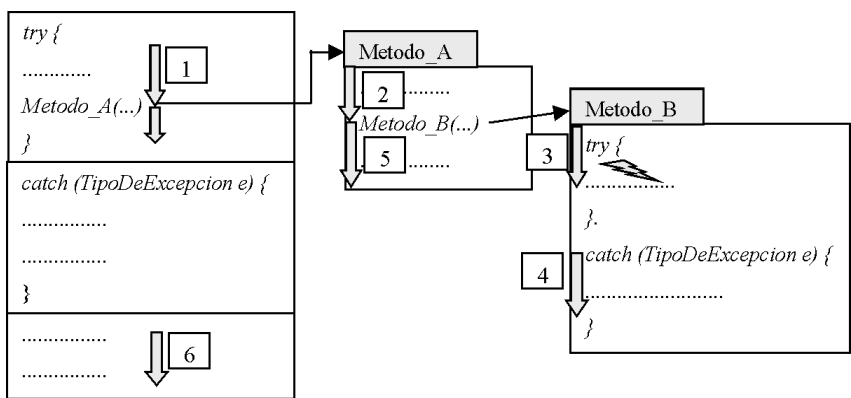 try {
.............
Metodo_A(...)
}
1
catch (TipoDeExcepcion e) {
................
................
}
................
................
6
Metodo_A
2 .........
Metodo_B(...)
5 ........
Metodo_B
3
try {
.................
}.
4
catch (TipoDeExcepcion e) {
..........................
}